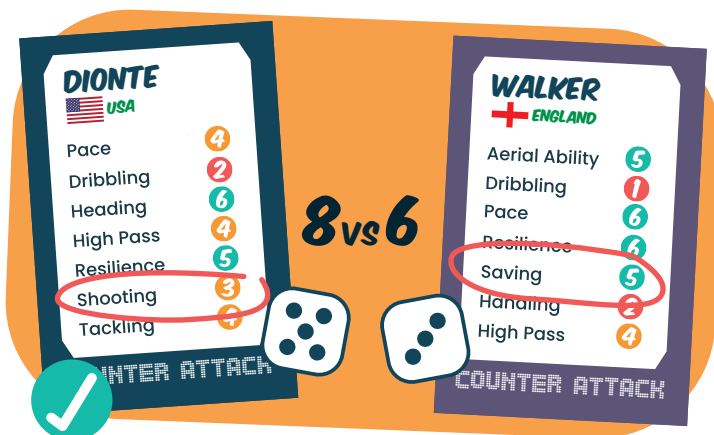 DIONTE
USA
Pace 4
Dribbling 2
Heading 6
High Pass 4
Resilience 5
Shooting 3
Tackling 4
COUNTER ATTACK
8 vs 6
WALKER
ENGLAND
Aerial Ability 5
Dribbling 1
Pace 6
Resilience 6
Saving 5
Handling 2
High Pass 4
COUNTER ATTACK